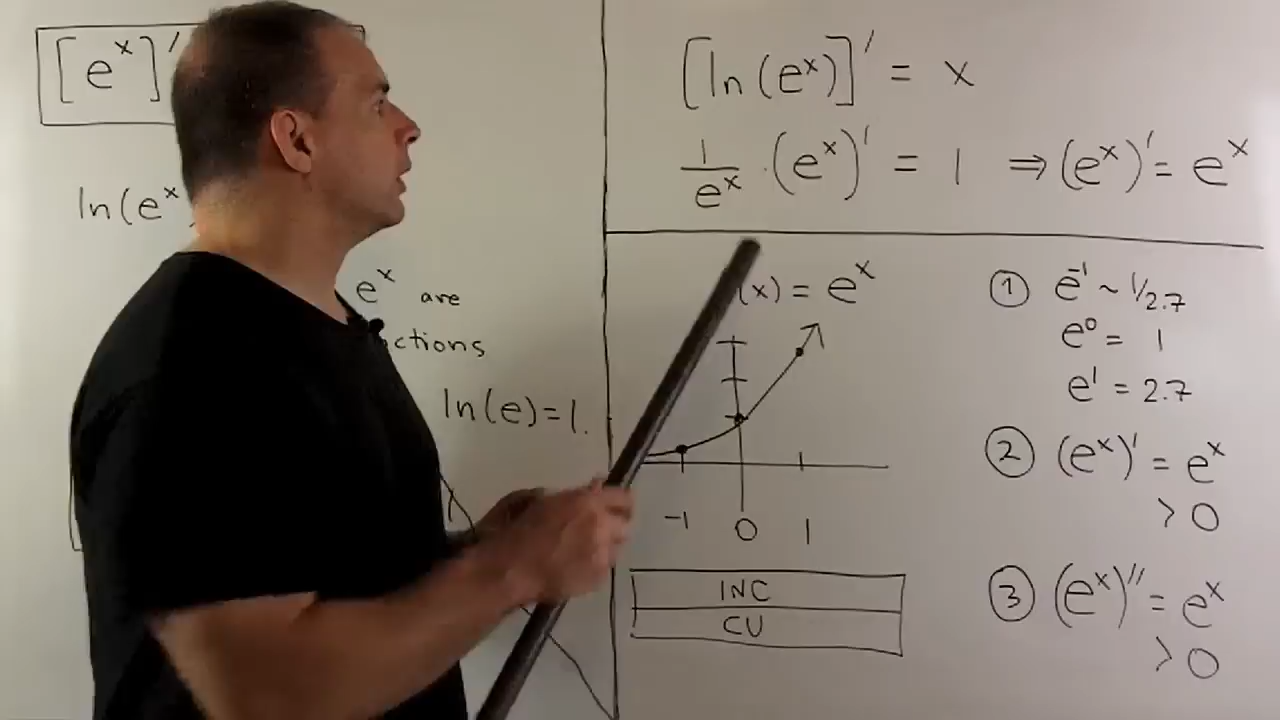 [e^x]'
ln(e^x
e^x are
ctions
ln(e)=1.
[ln(e^x)]' = x
1/e^x · (e^x)' = 1 ⇒ (e^x)' = e^x
(x) = e^x
-1 0 1
INC
CU
① e^-1 ~ 1/2.7
e^0 = 1
e^1 = 2.7
② (e^x)' = e^x
> 0
③ (e^x)'' = e^x
> 0